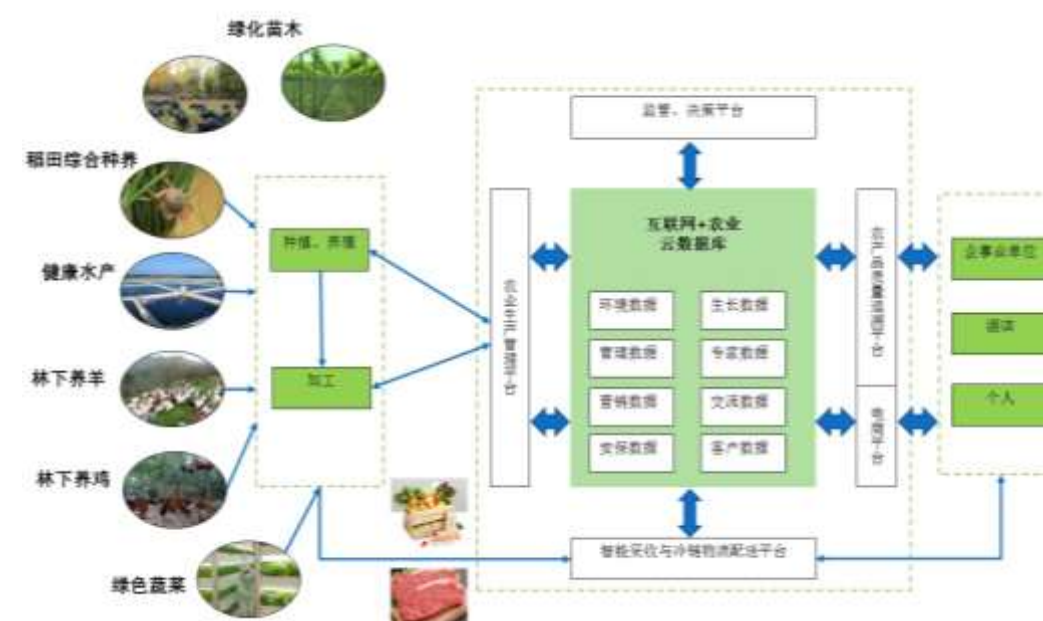 绿化苗木
稻田综合种养
健康水产
林下养羊
林下养鸡
绿色蔬菜
种植、养殖
加工
农业生产管理平台
监管、决策平台
互联网+农业
云数据库
环境数据
生长数据
管理数据
专家数据
营销数据
交流数据
安保数据
客户数据
智能采收与冷链物流配送平台
农产品质量追溯平台
电商平台
企事业单位
个人